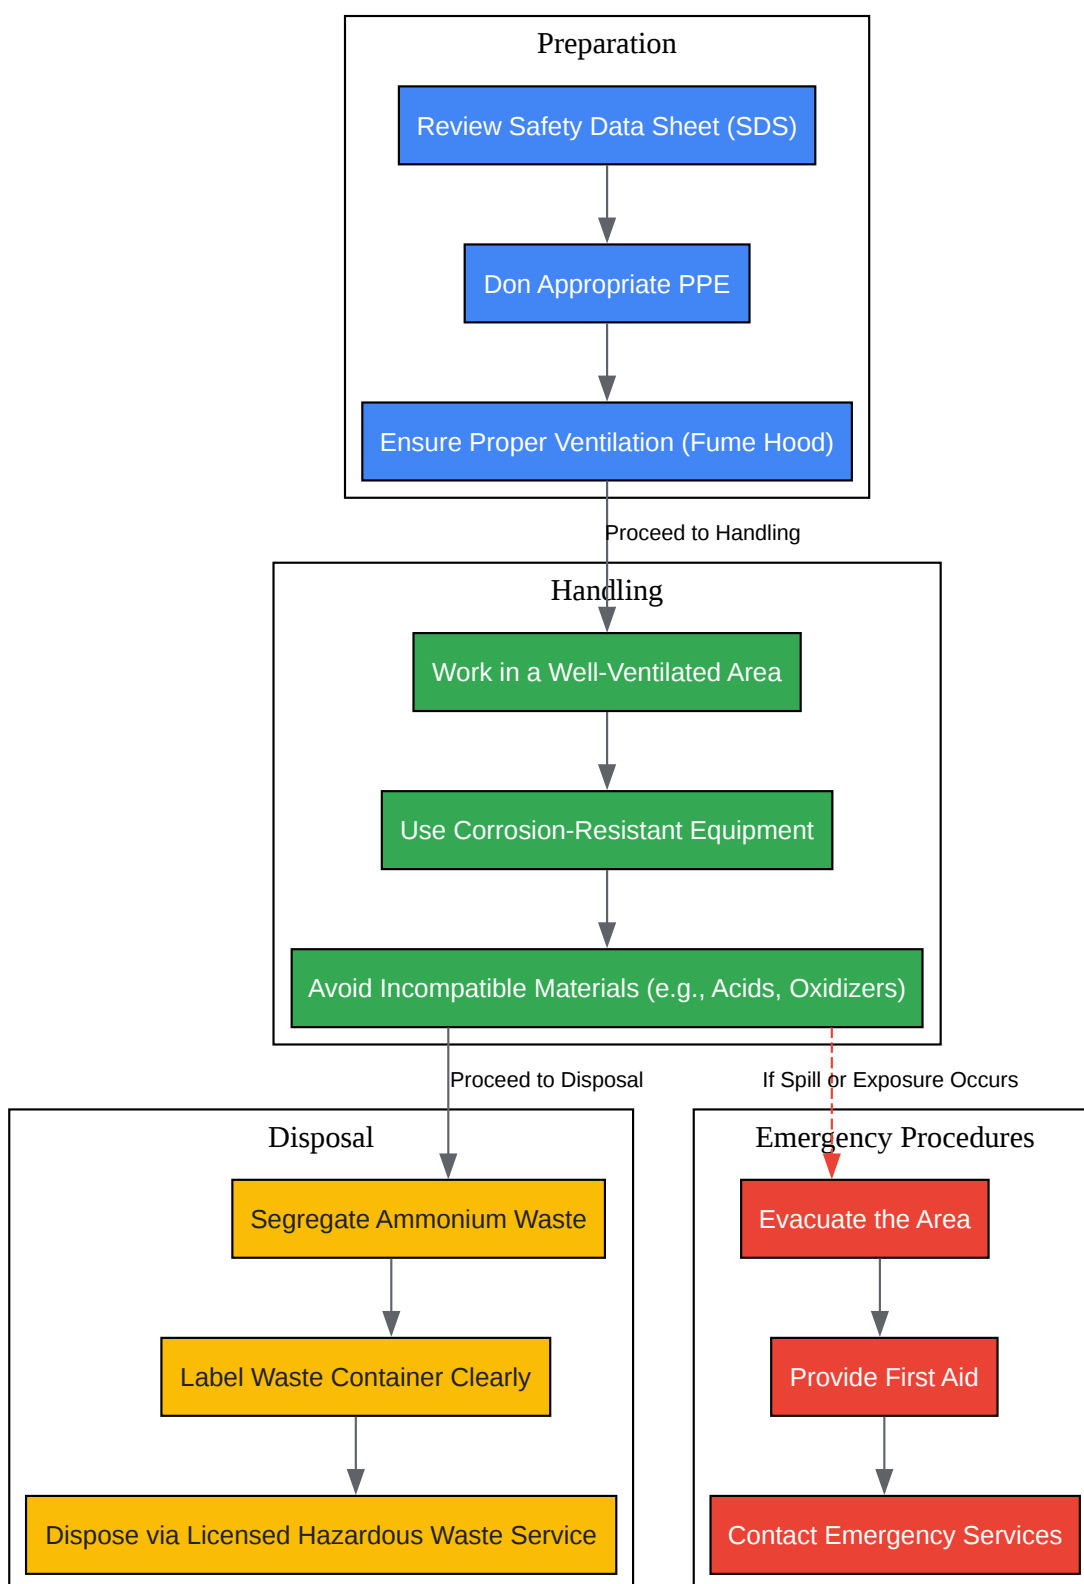 Preparation
Review Safety Data Sheet (SDS)
Don Appropriate PPE
Ensure Proper Ventilation (Fume Hood)
Proceed to Handling
Handling
Work in a Well-Ventilated Area
Use Corrosion-Resistant Equipment
Avoid Incompatible Materials (e.g., Acids, Oxidizers)
Proceed to Disposal
If Spill or Exposure Occurs
Disposal
Segregate Ammonium Waste
Label Waste Container Clearly
Dispose via Licensed Hazardous Waste Service
Emergency Procedures
Evacuate the Area
Provide First Aid
Contact Emergency Services